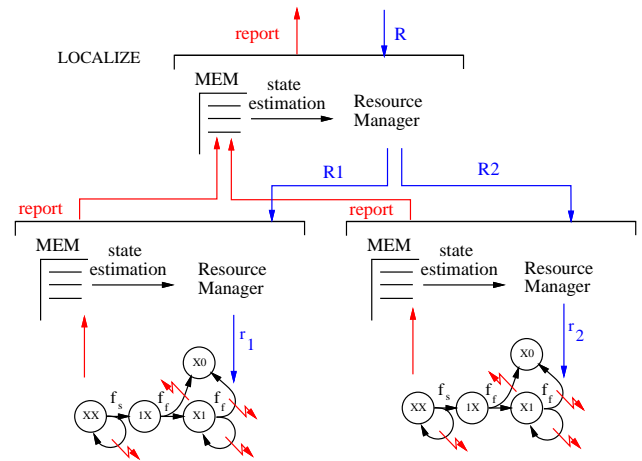 report
R
LOCALIZE
MEM
state
estimation
Resource
Manager
R1
R2
report
report
MEM
state
estimation
Resource
Manager
MEM
state
estimation
Resource
Manager
r1
r2
X0
fs
ff
ff
XX
1X
X1
X0
fs
ff
ff
XX
1X
X1